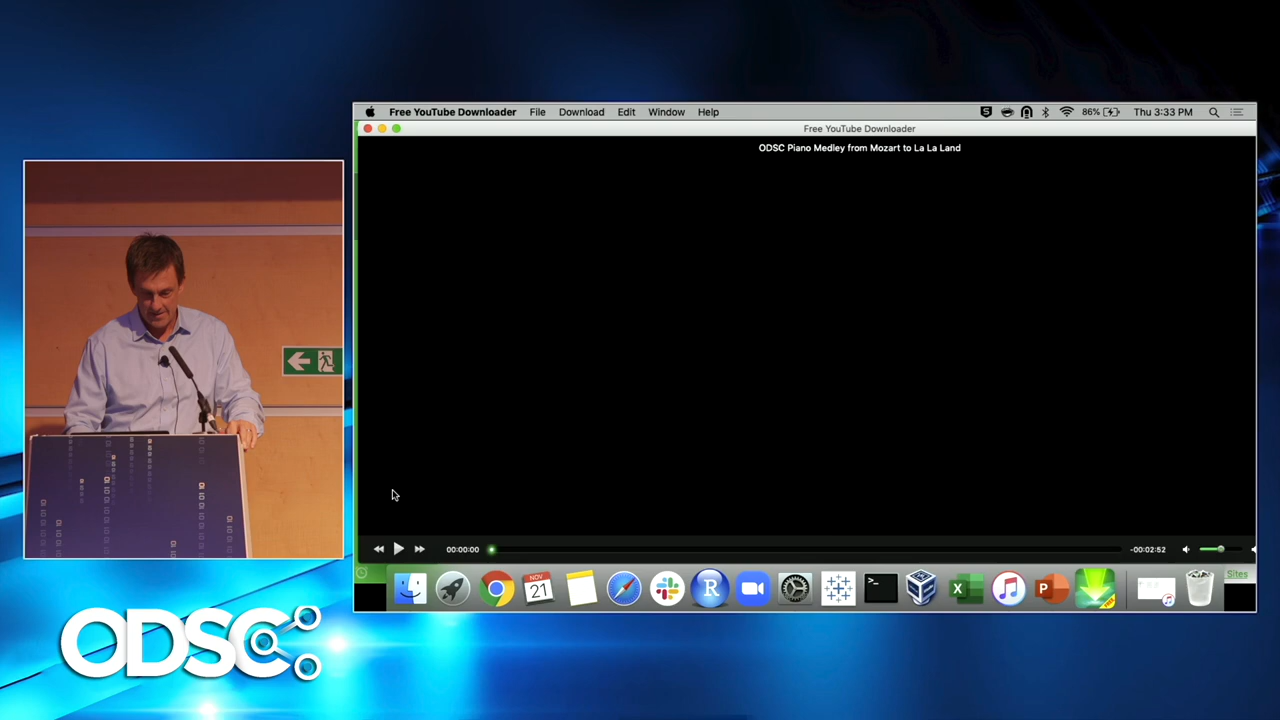 Free YouTube Downloader File Download Edit Window Help 86% Thu 3:33 PM
Free YouTube Downloader
ODSC Piano Medley from Mozart to La La Land
00:00:00 -00:02:52
NOV
21
Sites
ODSC